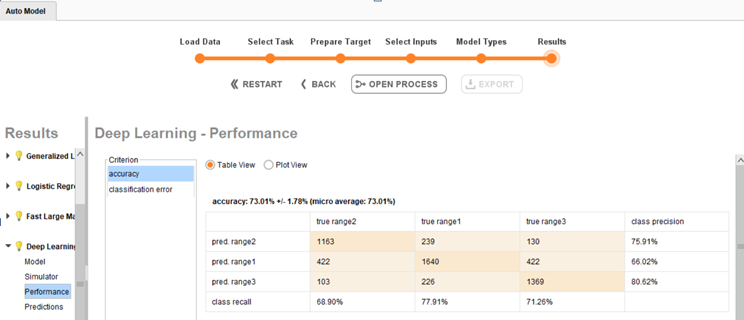 Auto Model
Load Data Select Task Prepare Target Select Inputs Model Types Results
RESTART BACK OPEN PROCESS EXPORT
Results
Generalized L
Logistic Regre
Fast Large Ma
Deep Learning
Model
Simulator
Performance
Predictions
Deep Learning - Performance
Criterion
accuracy
classification error
Table View Plot View
accuracy: 73.01% +/- 1.78% (micro average: 73.01%)
true range2 true range1 true range3 class precision
pred. range2 1163 239 130 75.91%
pred. range1 422 1640 422 66.02%
pred. range3 103 226 1369 80.62%
class recall 68.90% 77.91% 71.26%